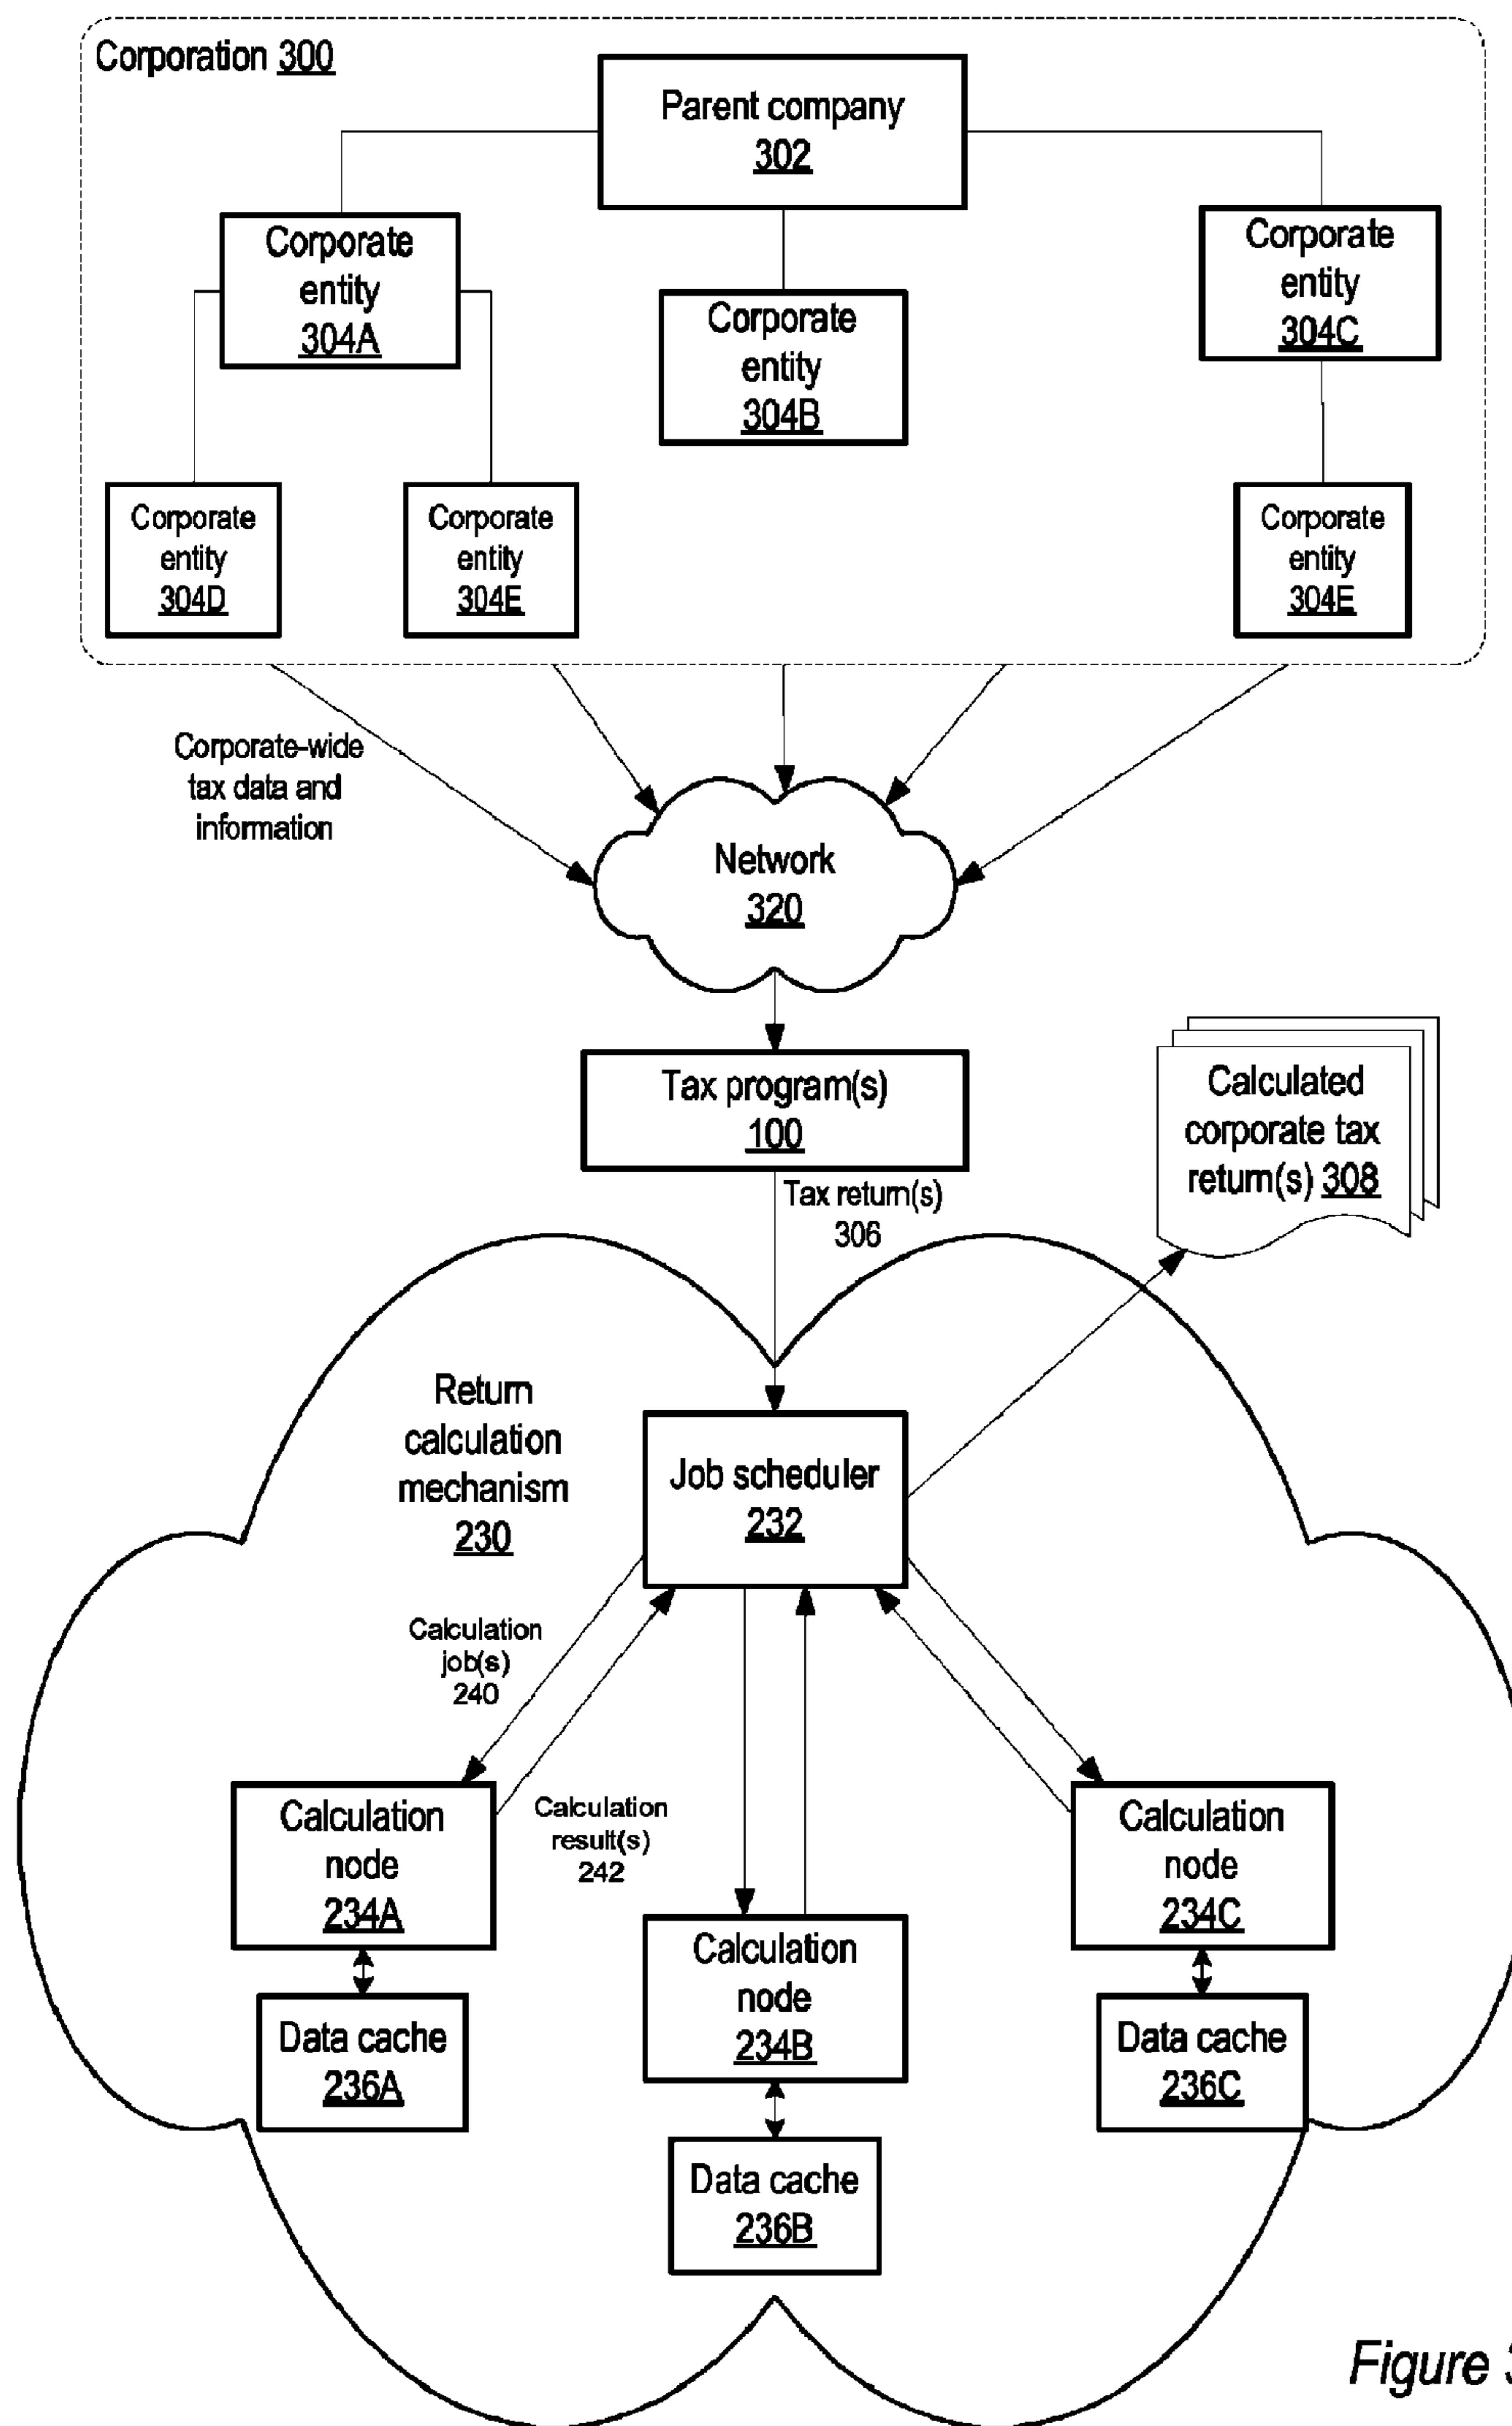 Corporation 300
Parent company
302
Corporate
entity
304A
Corporate
entity
304B
Corporate
entity
304C
Corporate
entity
304D
Corporate
entity
304E
Corporate
entity
304E
Corporate-wide
tax data and
information
Network
320
Tax program(s)
100
Tax return(s)
306
Calculated
corporate tax
return(s) 308
Return
calculation
mechanism
230
Job scheduler
232
Calculation
job(s)
240
Calculation
result(s)
242
Calculation
node
234A
Calculation
node
234B
Calculation
node
234C
Data cache
236A
Data cache
236B
Data cache
236C
Figure 3